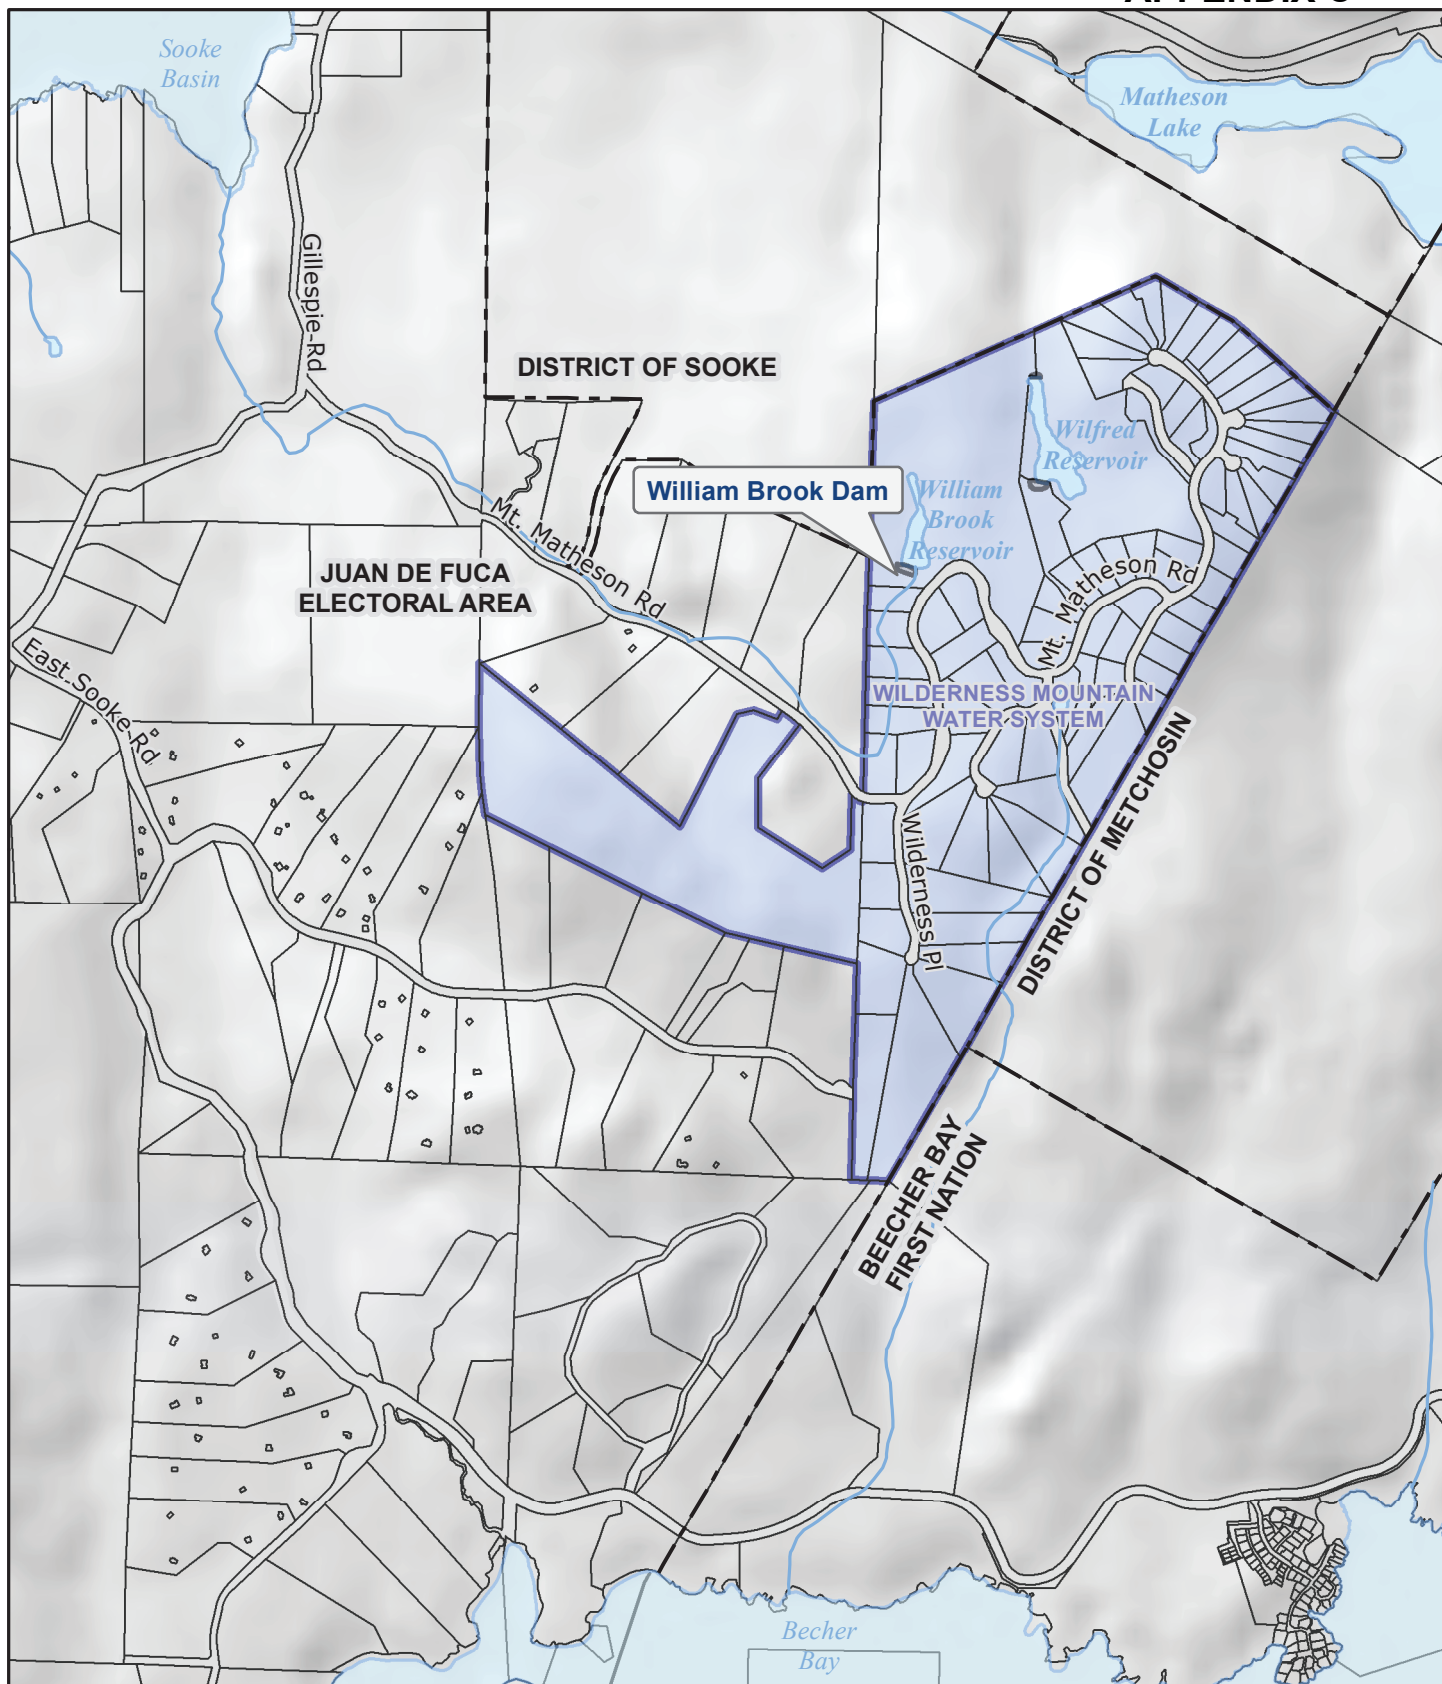 Sooke
Basin
Matheson
Lake
Gillespie Rd
DISTRICT OF SOOKE
Wilfred
Reservoir
William Brook Dam
William
Brook
Reservoir
Mt. Matheson Rd
JUAN DE FUCA
ELECTORAL AREA
Mt. Matheson Rd
East Sooke Rd
WILDERNESS MOUNTAIN
WATER SYSTEM
DISTRICT OF METCHOSIN
Wilderness Pl
BEECHER BAY
FIRST NATION
Becher
Bay